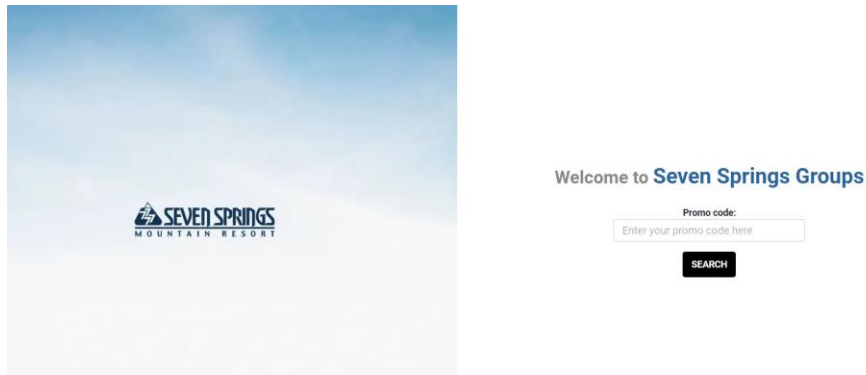 SEVEN SPRINGS
MOUNTAIN RESORT
Welcome to Seven Springs Groups
Promo code:
Enter your promo code here
SEARCH